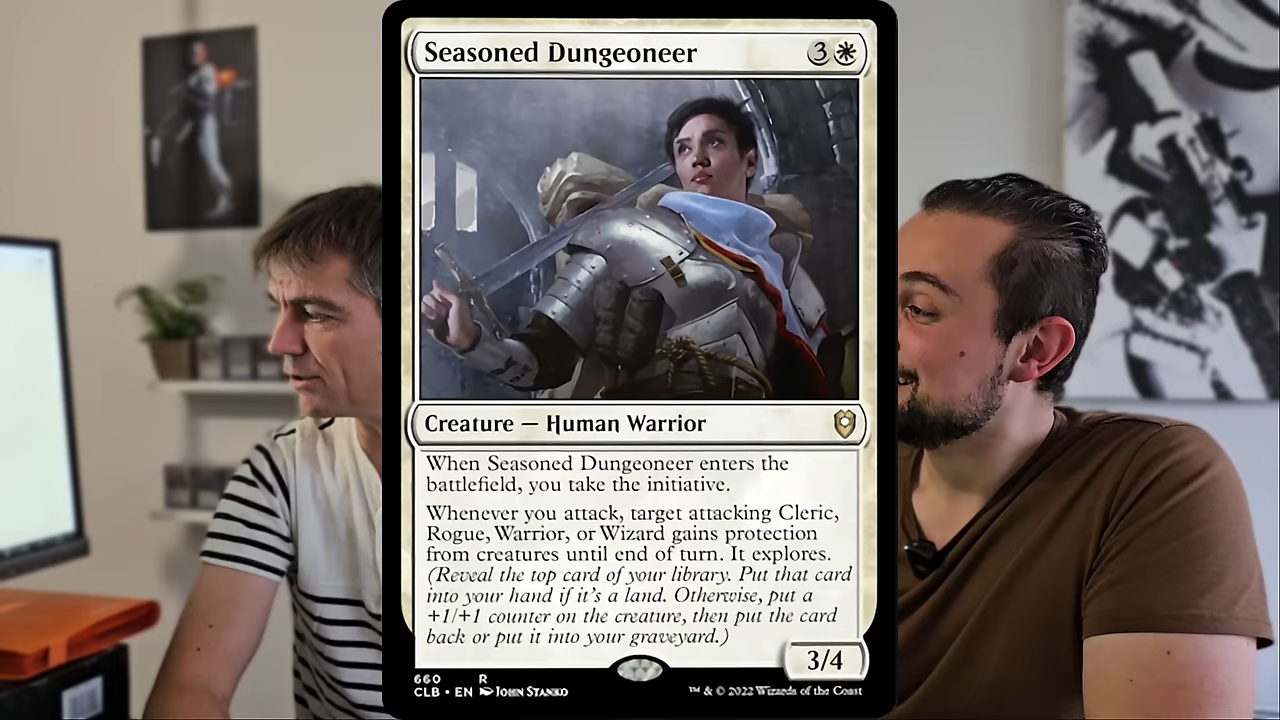 Seasoned Dungeoneer 3
Creature — Human Warrior
When Seasoned Dungeoneer enters the
battlefield, you take the initiative.
Whenever you attack, target attacking Cleric,
Rogue, Warrior, or Wizard gains protection
from creatures until end of turn. It explores.
(Reveal the top card of your library. Put that card
into your hand if it's a land. Otherwise, put a
+1/+1 counter on the creature, then put the card
back or put it into your graveyard.)
3/4
660 R
CLB • EN John Stanko
™ & © 2022 Wizards of the Coast